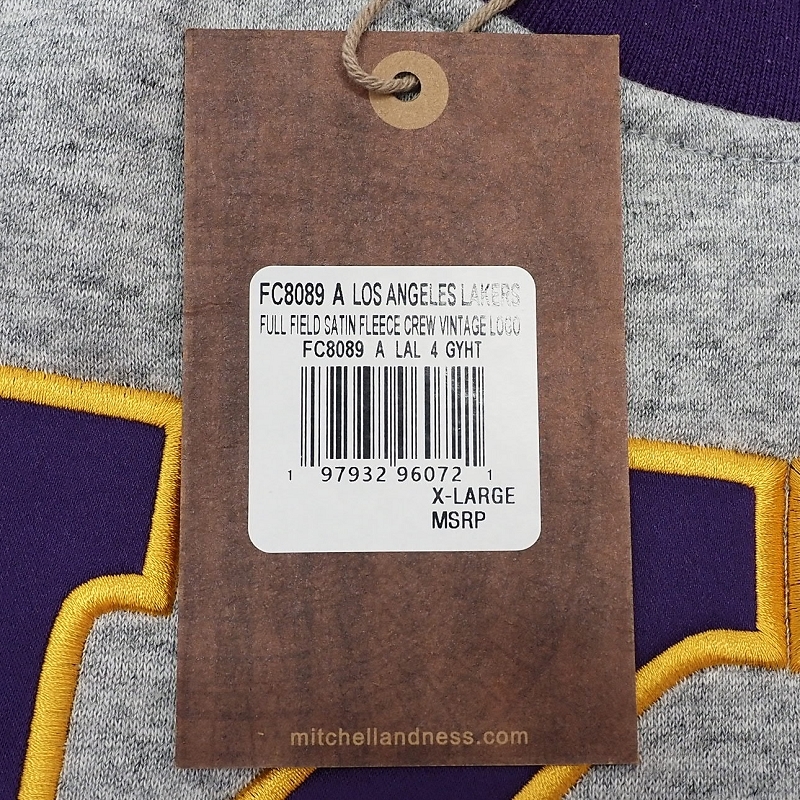 FC8089 A LOS ANGELES LAKERS
FULL FIELD SATIN FLEECE CREW VINTAGE LOGO
FC8089 A LAL 4 GYHT
1 97932 96072 1
X-LARGE
MSRP
mitchellandness.com